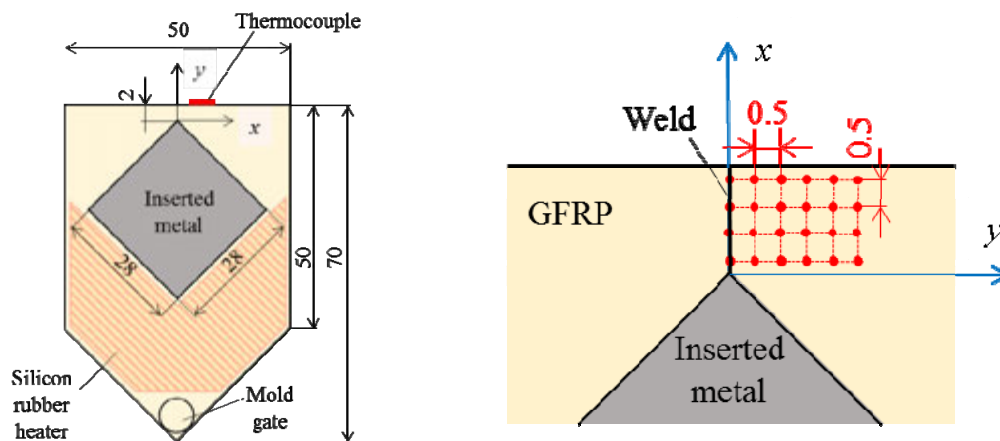 50
Thermocouple
y
2
x
Inserted
metal
28
28
50
70
Silicon
rubber
heater
Mold
gate
x
Weld
0.5
0.5
GFRP
y
Inserted
metal